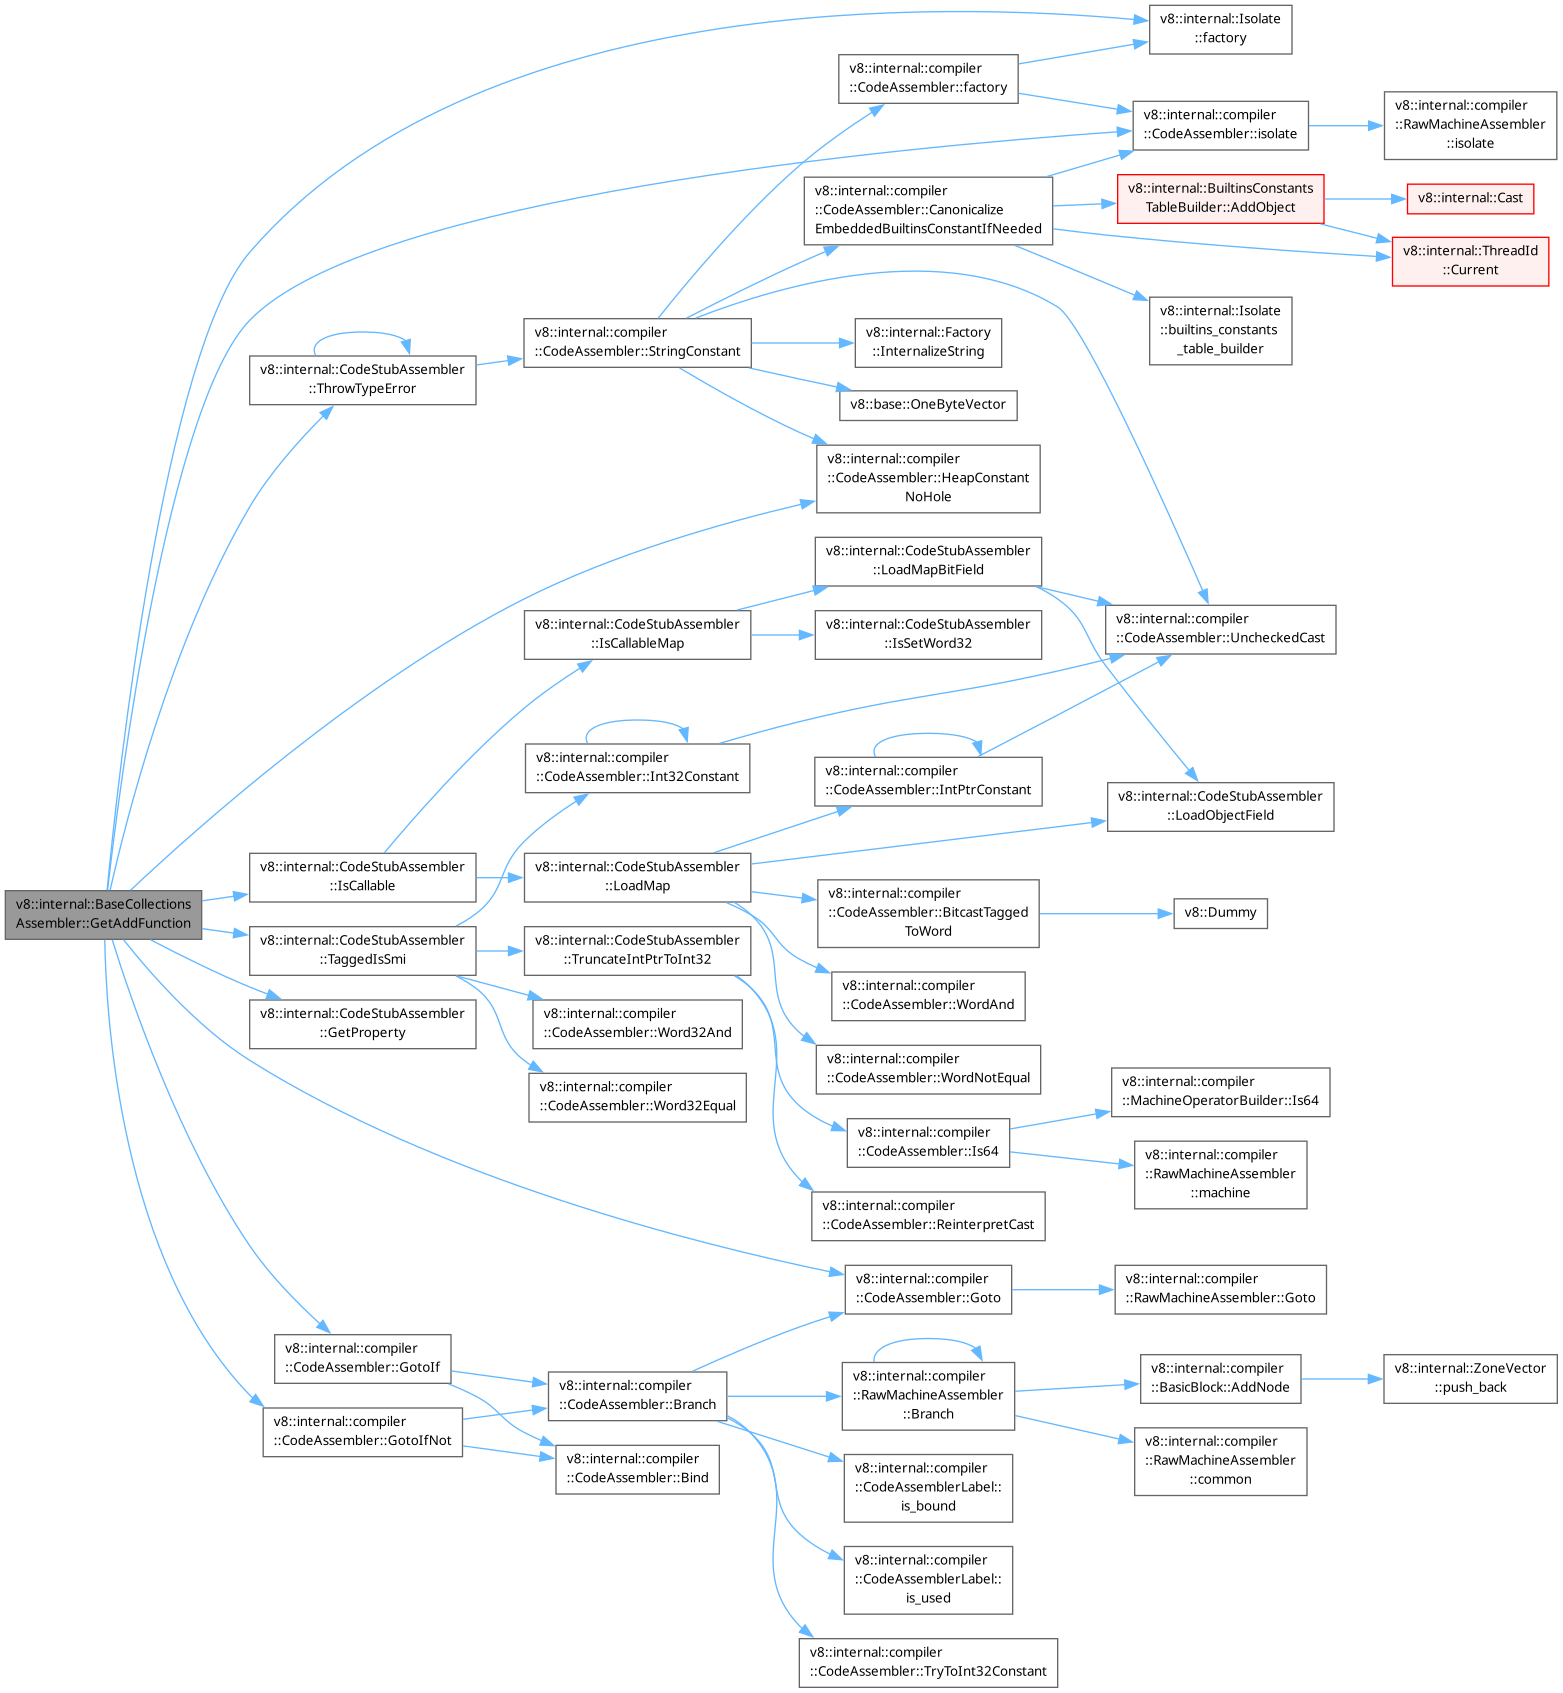 v8::internal::BaseCollections
Assembler::GetAddFunction
v8::internal::Isolate
::factory
v8::internal::compiler
::CodeAssembler::factory
v8::internal::compiler
::CodeAssembler::isolate
v8::internal::compiler
::RawMachineAssembler
::isolate
v8::internal::compiler
::CodeAssembler::Canonicalize
EmbeddedBuiltinsConstantIfNeeded
v8::internal::BuiltinsConstants
TableBuilder::AddObject
v8::internal::Cast
v8::internal::ThreadId
::Current
v8::internal::Isolate
::builtins_constants
_table_builder
v8::internal::CodeStubAssembler
::ThrowTypeError
v8::internal::compiler
::CodeAssembler::StringConstant
v8::internal::Factory
::InternalizeString
v8::base::OneByteVector
v8::internal::compiler
::CodeAssembler::HeapConstant
NoHole
v8::internal::CodeStubAssembler
::LoadMapBitField
v8::internal::CodeStubAssembler
::IsCallableMap
v8::internal::CodeStubAssembler
::IsSetWord32
v8::internal::compiler
::CodeAssembler::UncheckedCast
v8::internal::compiler
::CodeAssembler::Int32Constant
v8::internal::compiler
::CodeAssembler::IntPtrConstant
v8::internal::CodeStubAssembler
::LoadObjectField
v8::internal::CodeStubAssembler
::IsCallable
v8::internal::CodeStubAssembler
::LoadMap
v8::internal::compiler
::CodeAssembler::BitcastTagged
ToWord
v8::Dummy
v8::internal::CodeStubAssembler
::TaggedIsSmi
v8::internal::CodeStubAssembler
::TruncateIntPtrToInt32
v8::internal::compiler
::CodeAssembler::WordAnd
v8::internal::CodeStubAssembler
::GetProperty
v8::internal::compiler
::CodeAssembler::Word32And
v8::internal::compiler
::CodeAssembler::WordNotEqual
v8::internal::compiler
::CodeAssembler::Word32Equal
v8::internal::compiler
::CodeAssembler::Is64
v8::internal::compiler
::MachineOperatorBuilder::Is64
v8::internal::compiler
::RawMachineAssembler
::machine
v8::internal::compiler
::CodeAssembler::ReinterpretCast
v8::internal::compiler
::CodeAssembler::Goto
v8::internal::compiler
::RawMachineAssembler::Goto
v8::internal::compiler
::CodeAssembler::GotoIf
v8::internal::compiler
::CodeAssembler::Branch
v8::internal::compiler
::RawMachineAssembler
::Branch
v8::internal::compiler
::BasicBlock::AddNode
v8::internal::ZoneVector
::push_back
v8::internal::compiler
::CodeAssembler::GotoIfNot
v8::internal::compiler
::CodeAssembler::Bind
v8::internal::compiler
::RawMachineAssembler
::common
v8::internal::compiler
::CodeAssemblerLabel::
is_bound
v8::internal::compiler
::CodeAssemblerLabel::
is_used
v8::internal::compiler
::CodeAssembler::TryToInt32Constant